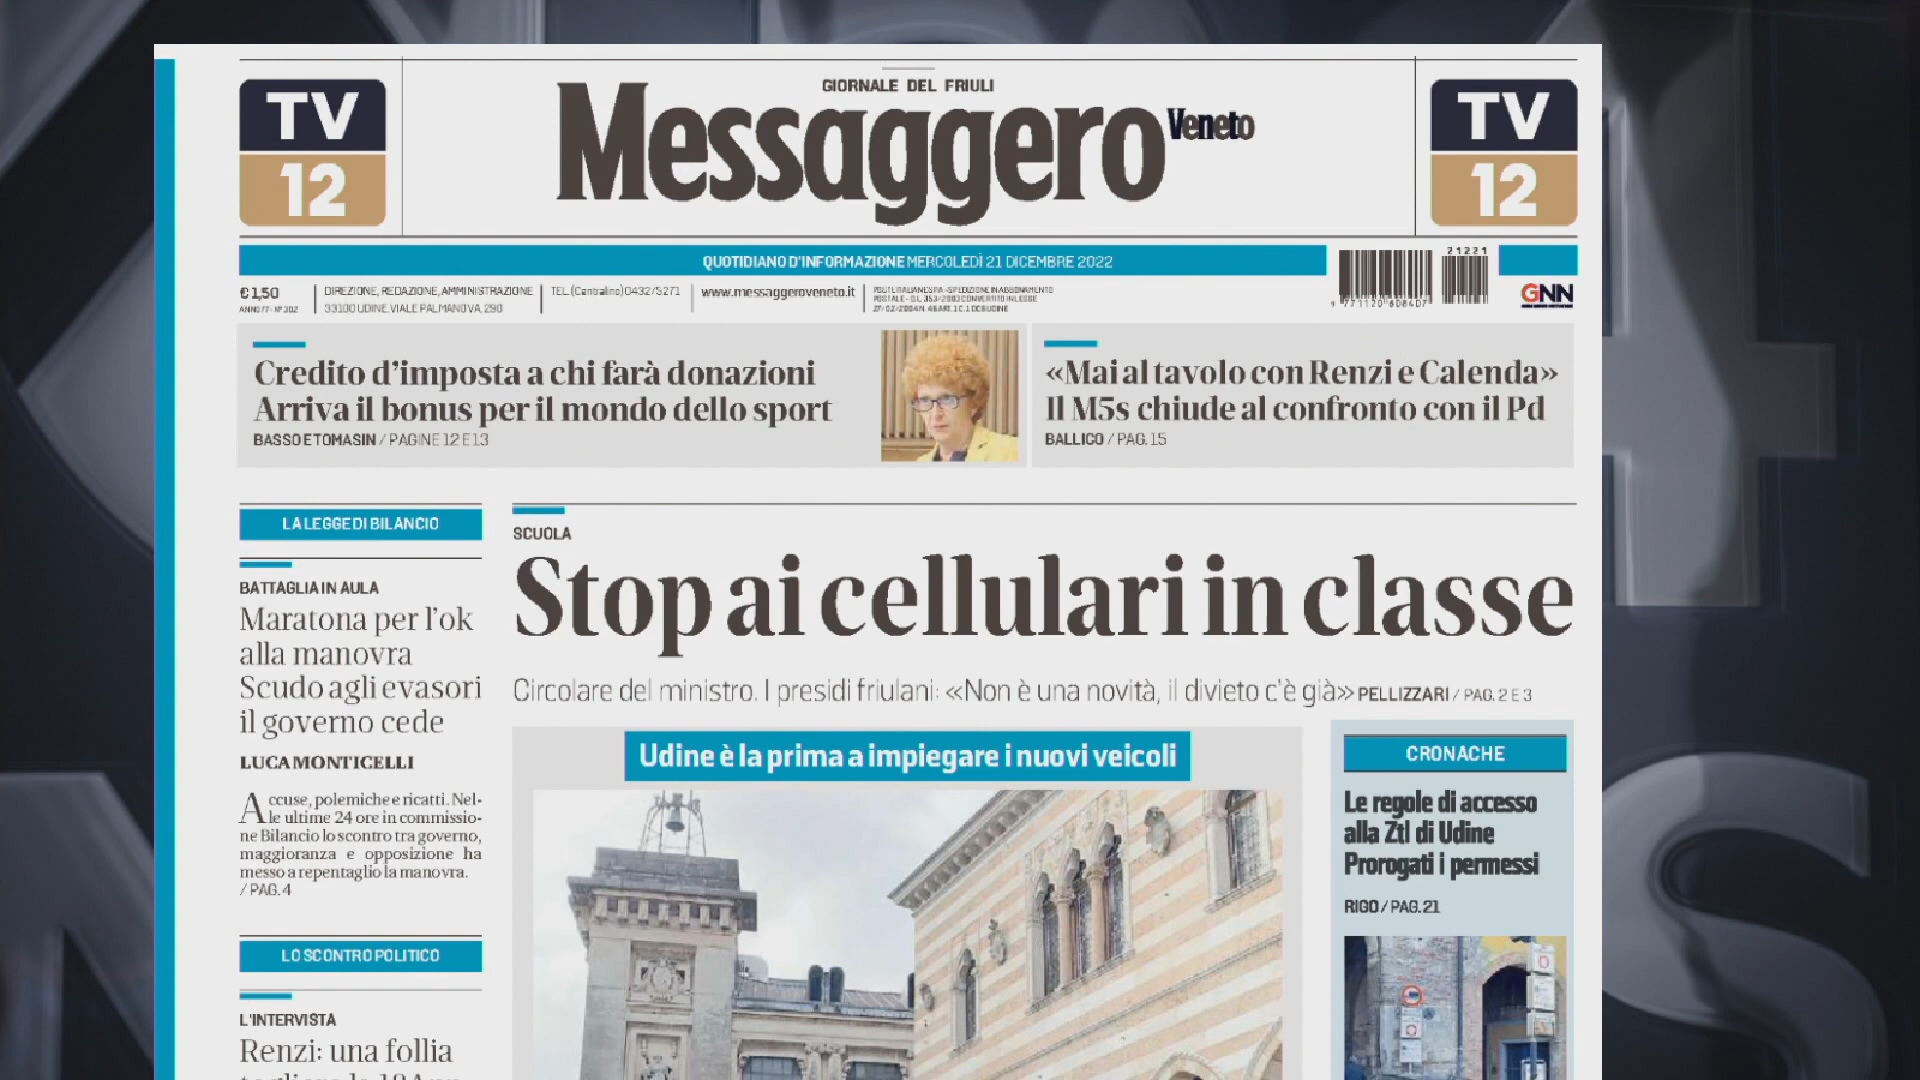 TV
12
GIORNALE DEL FRIULI
Messaggero Veneto
TV
12
QUOTIDIANO D'INFORMAZIONE MERCOLEDÌ 21 DICEMBRE 2022
21221
€ 1,50
DIREZIONE, REDAZIONE, AMMINISTRAZIONE
33100 UDINE, VIALE PALMANOVA, 290
TEL. (Centralino) 0432/5271
www.messaggeroveneto.it
9 771120 608407
GNN
Credito d'imposta a chi farà donazioni
Arriva il bonus per il mondo dello sport
BASSO E TOMASIN / PAGINE 12 E 13
«Mai al tavolo con Renzi e Calenda»
Il M5s chiude al confronto con il Pd
BALLICO / PAG. 15
LA LEGGE DI BILANCIO
BATTAGLIA IN AULA
Maratona per l'ok
alla manovra
Scudo agli evasori
il governo cede
LUCA MONTICELLI
Accuse, polemiche e ricatti. Nel-
le ultime 24 ore in commissio-
ne Bilancio lo scontro tra governo,
maggioranza e opposizione ha
messo a repentaglio la manovra.
/ PAG. 4
LO SCONTRO POLITICO
L'INTERVISTA
Renzi: una follia
SCUOLA
Stop ai cellulari in classe
Circolare del ministro. I presidi friulani: «Non è una novità, il divieto c'è già» PELLIZZARI / PAG. 2 E 3
Udine è la prima a impiegare i nuovi veicoli
CRONACHE
Le regole di accesso
alla Ztl di Udine
Prorogati i permessi
RIGO / PAG. 21